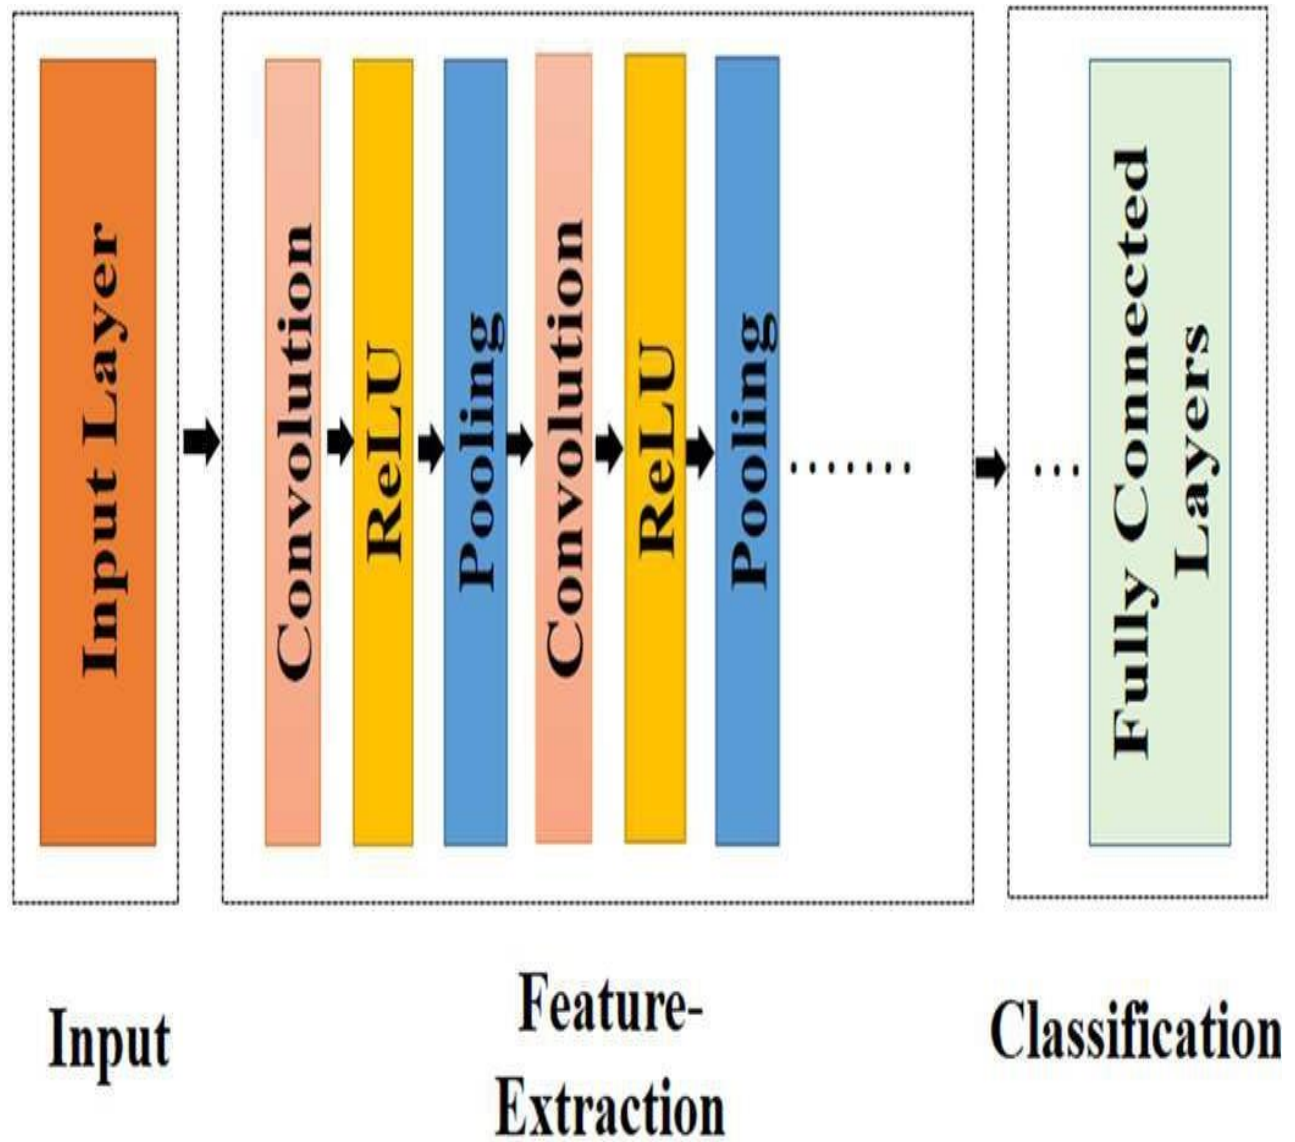 Input Layer
Convolution
ReLU
Pooling
Convolution
ReLU
Pooling
.......
...
Fully Connected
Layers
Input
Feature-
Extraction
Classification